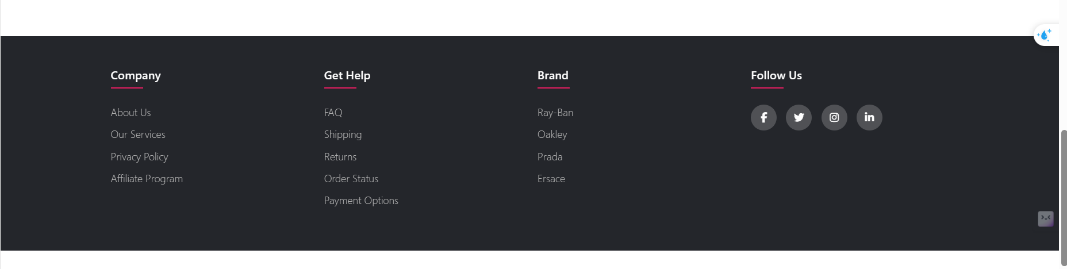 Company
About Us
Our Services
Privacy Policy
Affiliate Program
Get Help
FAQ
Shipping
Returns
Order Status
Payment Options
Brand
Ray-Ban
Oakley
Prada
Ersace
Follow Us